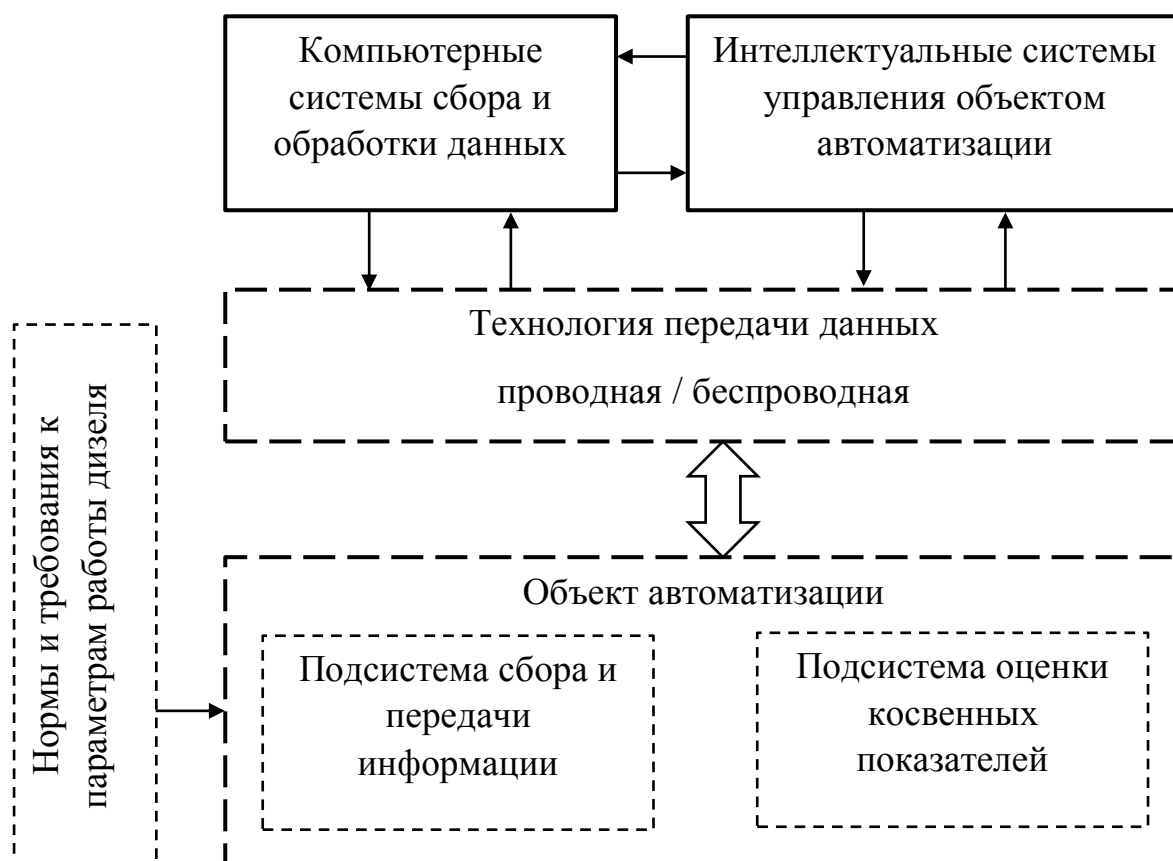 Компьютерные
системы сбора и
обработки данных
Интеллектуальные системы
управления объектом
автоматизации
Технология передачи данных
проводная / беспроводная
Нормы и требования к
параметрам работы дизеля
Объект автоматизации
Подсистема сбора и
передачи
информации
Подсистема оценки
косвенных
показателей